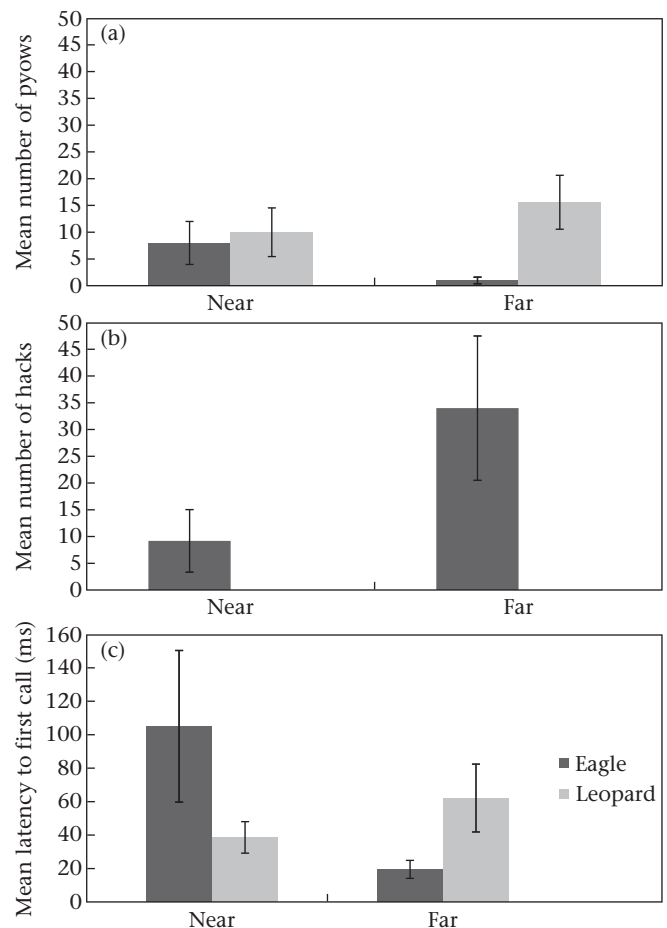 Mean number of pyows
(a)
50
45
40
35
30
25
20
15
10
5
0
Near Far
Mean number of hacks
(b)
50
45
40
35
30
25
20
15
10
5
0
Near Far
Mean latency to first call (ms)
(c)
160
140
120
100
80
60
40
20
0
Eagle
Leopard
Near Far